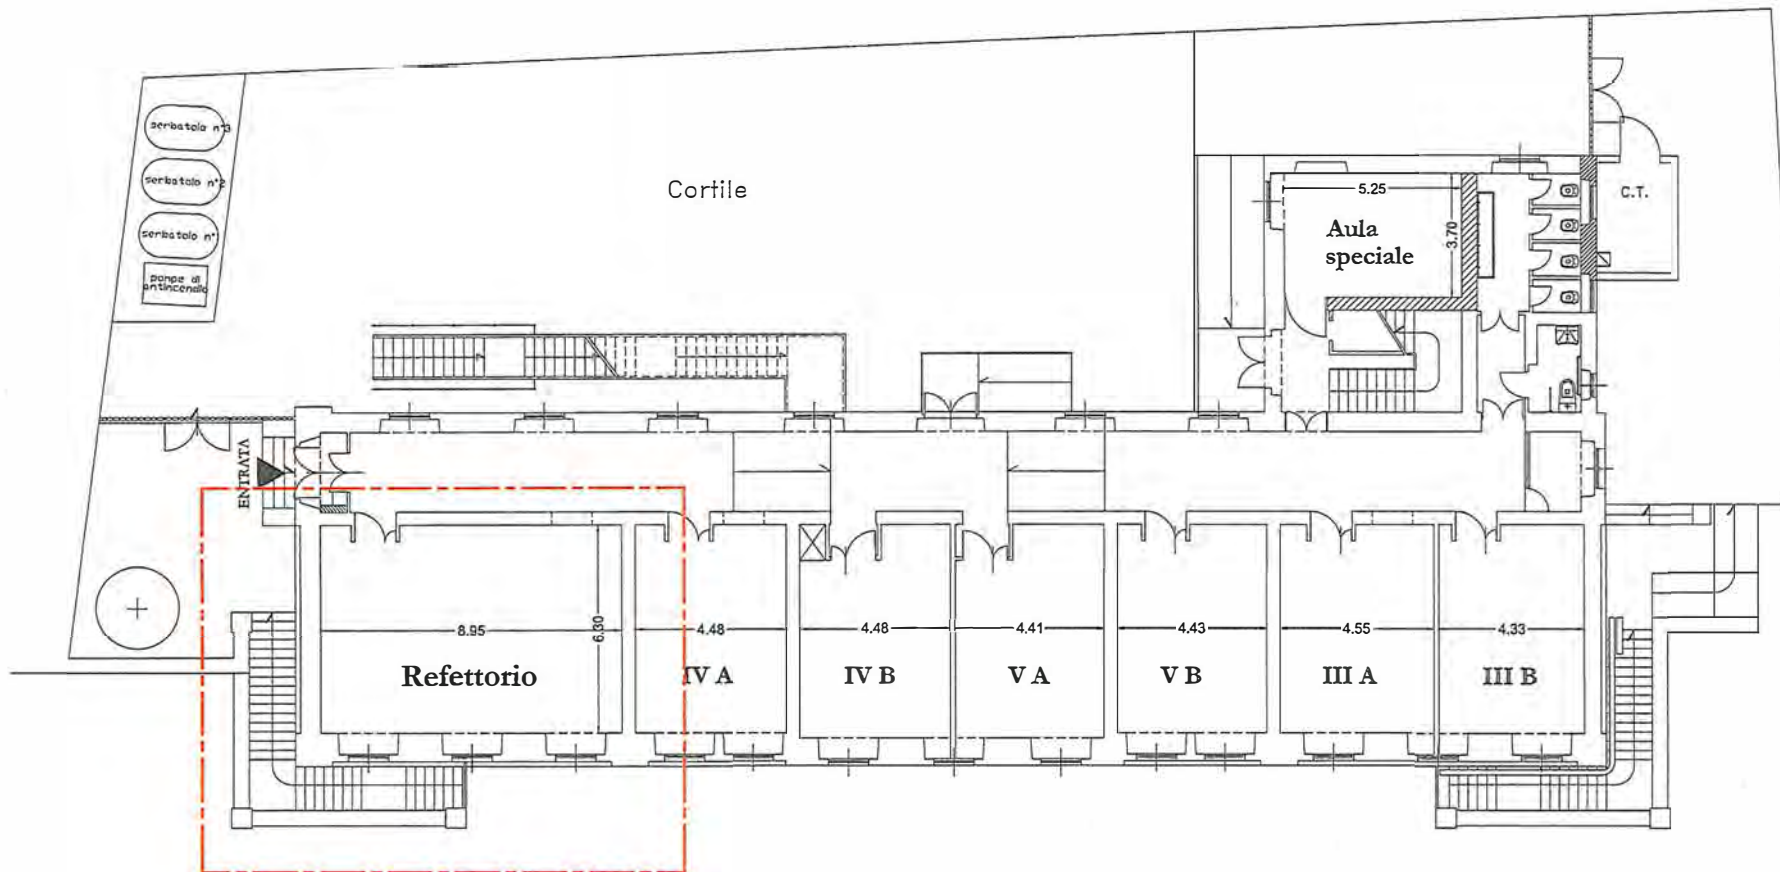 serbatoio n°3
serbatoio n°2
serbatoio n°
pompe di
antincendio
Cortile
5.25
3.70
Aula
speciale
C.T.
ENTRATA
8.95
6.30
4.48
4.48
4.41
4.43
4.55
4.33
Refettorio
IV A
IV B
V A
V B
III A
III B